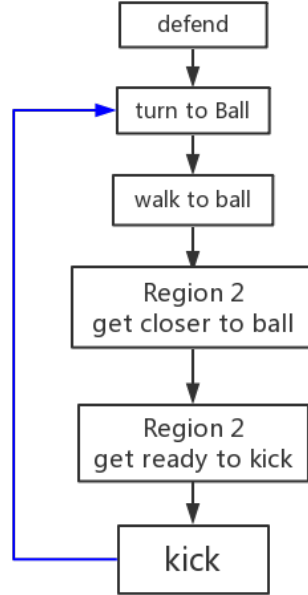 defend
turn to Ball
walk to ball
Region 2
get closer to ball
Region 2
get ready to kick
kick